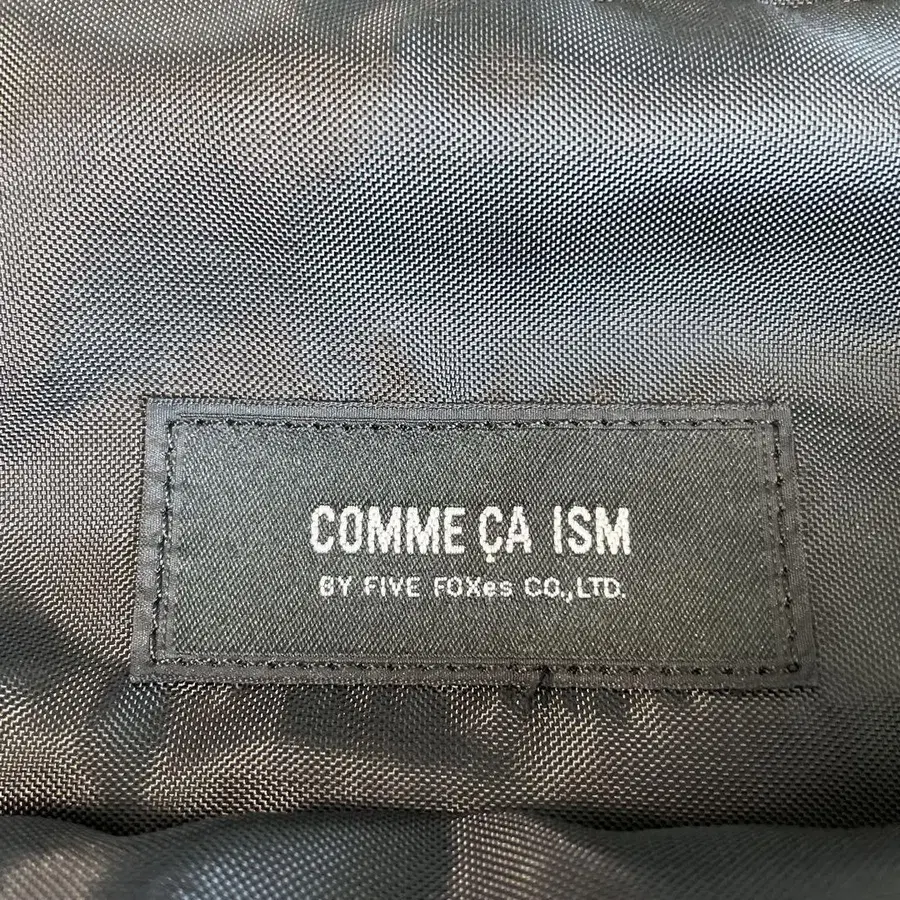 COMME ÇA ISM
BY FIVE FOXes CO.,LTD.